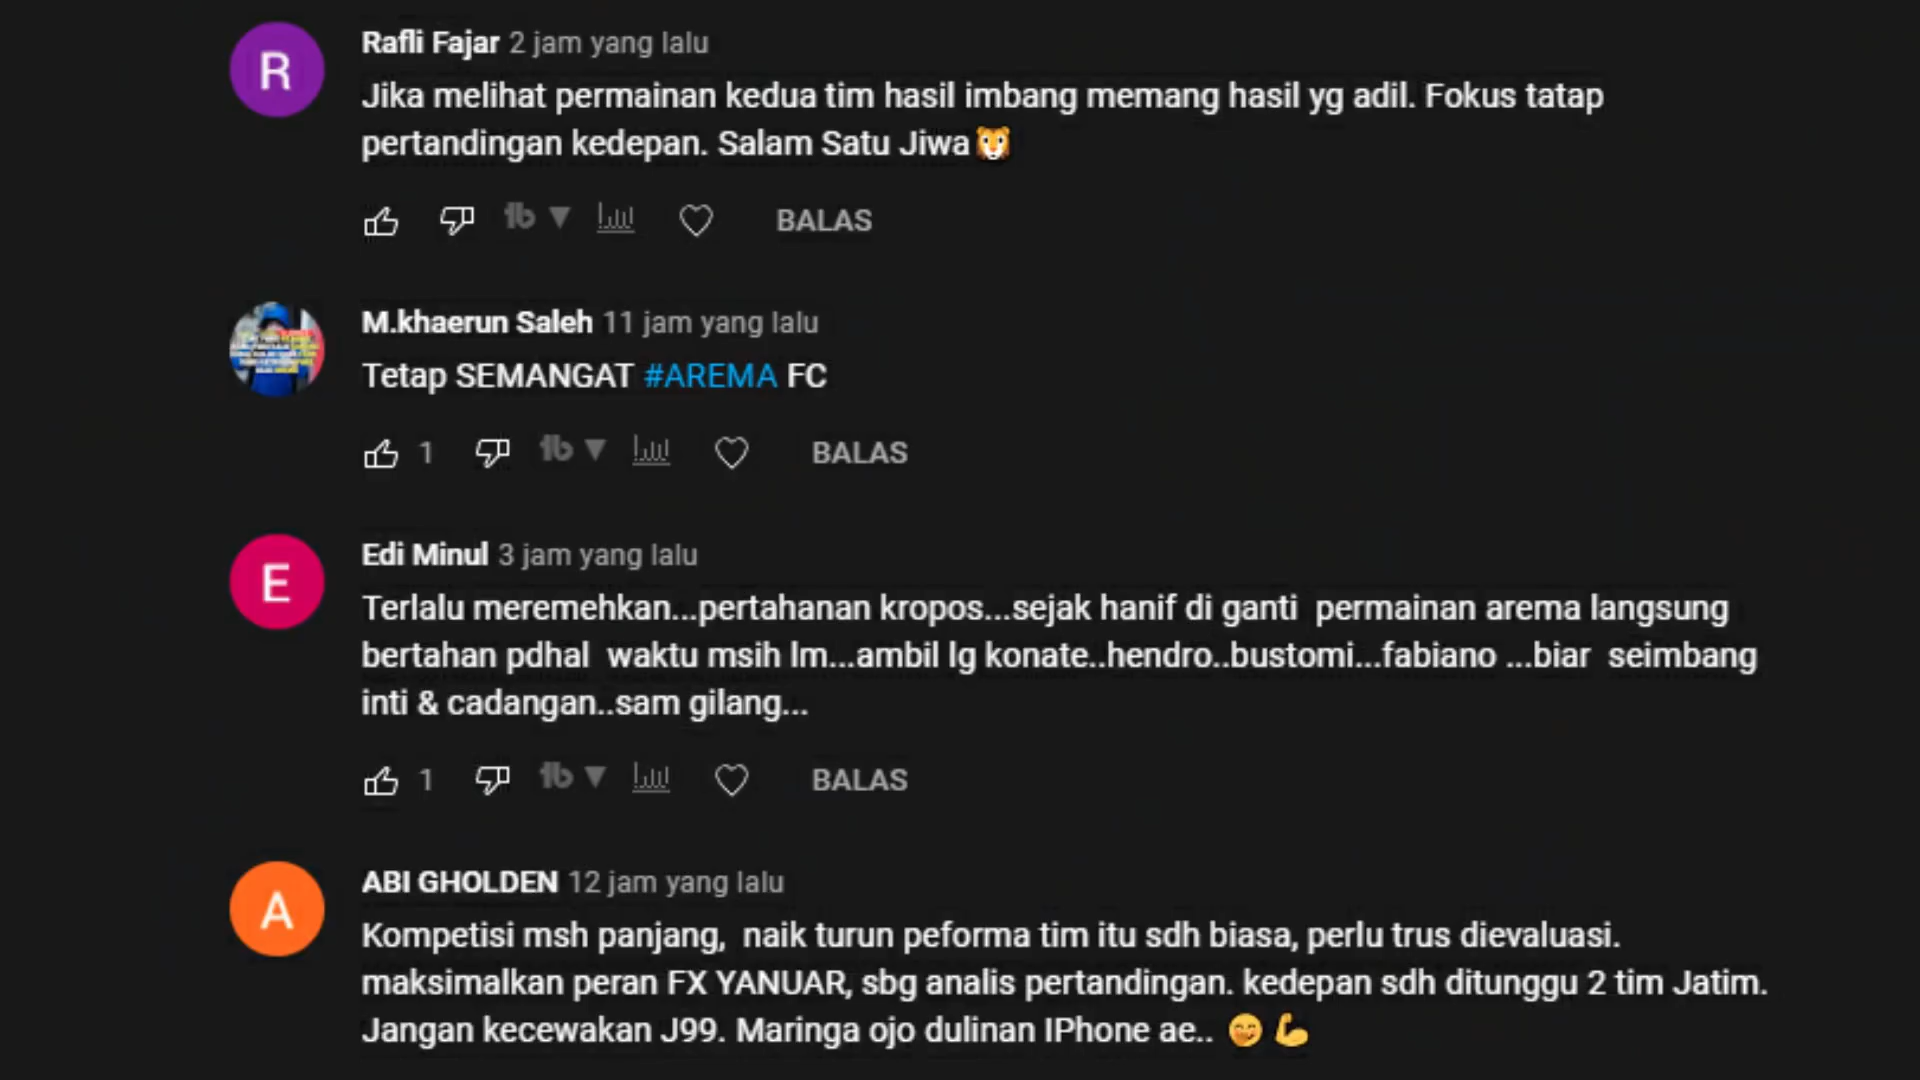 R
Rafli Fajar 2 jam yang lalu
Jika melihat permainan kedua tim hasil imbang memang hasil yg adil. Fokus tatap
pertandingan kedepan. Salam Satu Jiwa🐯
BALAS
M.khaerun Saleh 11 jam yang lalu
Tetap SEMANGAT #AREMA FC
1 BALAS
E
Edi Minul 3 jam yang lalu
Terlalu meremehkan...pertahanan kropos...sejak hanif di ganti  permainan arema langsung
bertahan pdhal  waktu msih lm...ambil lg konate..hendro..bustomi...fabiano ...biar  seimbang
inti & cadangan..sam gilang...
1 BALAS
A
ABI GHOLDEN 12 jam yang lalu
Kompetisi msh panjang,  naik turun peforma tim itu sdh biasa, perlu trus dievaluasi.
maksimalkan peran FX YANUAR, sbg analis pertandingan. kedepan sdh ditunggu 2 tim Jatim.
Jangan kecewakan J99. Maringa ojo dulinan IPhone ae.. 🤭💪